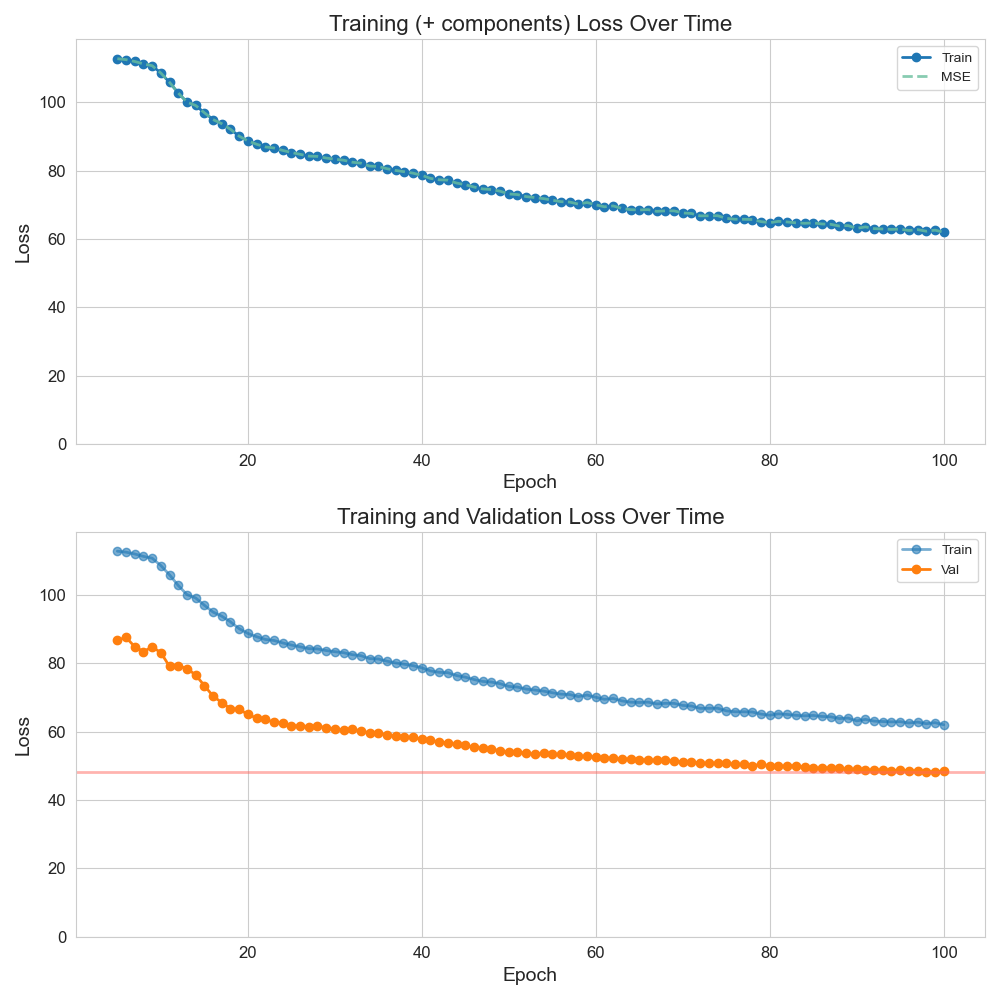 Training (+ components) Loss Over Time
Train
MSE
Loss
100
80
60
40
20
0
20 40 60 80 100
Epoch
Training and Validation Loss Over Time
Train
Val
Loss
100
80
60
40
20
0
20 40 60 80 100
Epoch